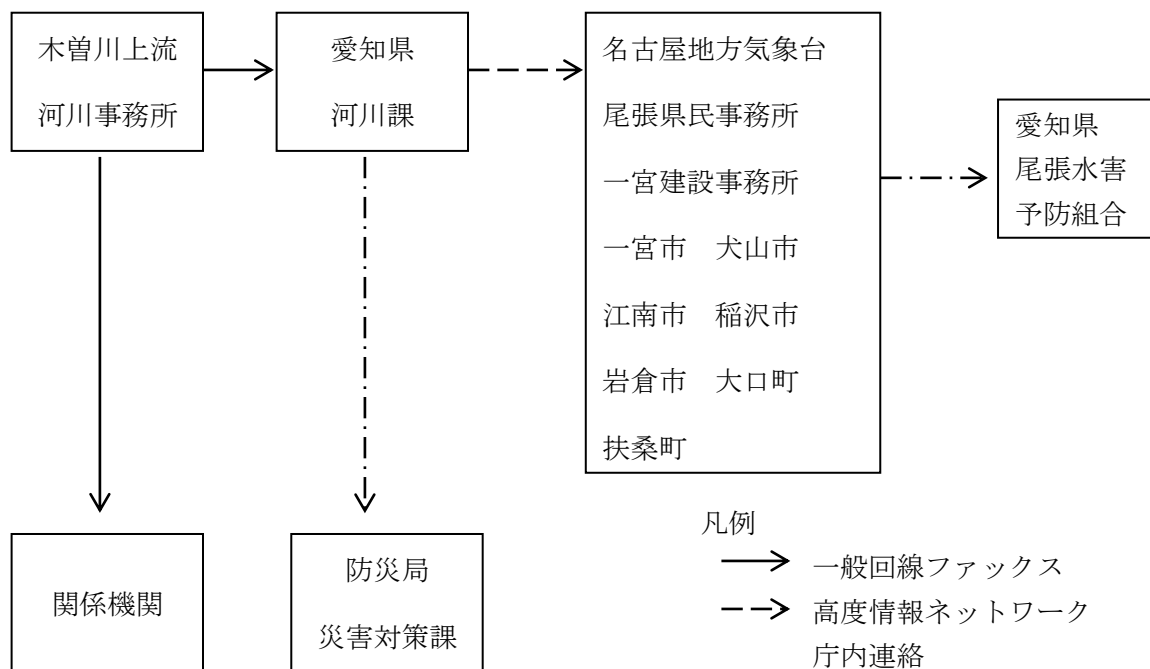 木曽川上流
河川事務所
愛知県
河川課
名古屋地方気象台
尾張県民事務所
一宮建設事務所
一宮市　犬山市
江南市　稲沢市
岩倉市　大口町
扶桑町
愛知県
尾張水害
予防組合
関係機関
防災局
災害対策課
凡例
一般回線ファックス
高度情報ネットワーク
庁内連絡